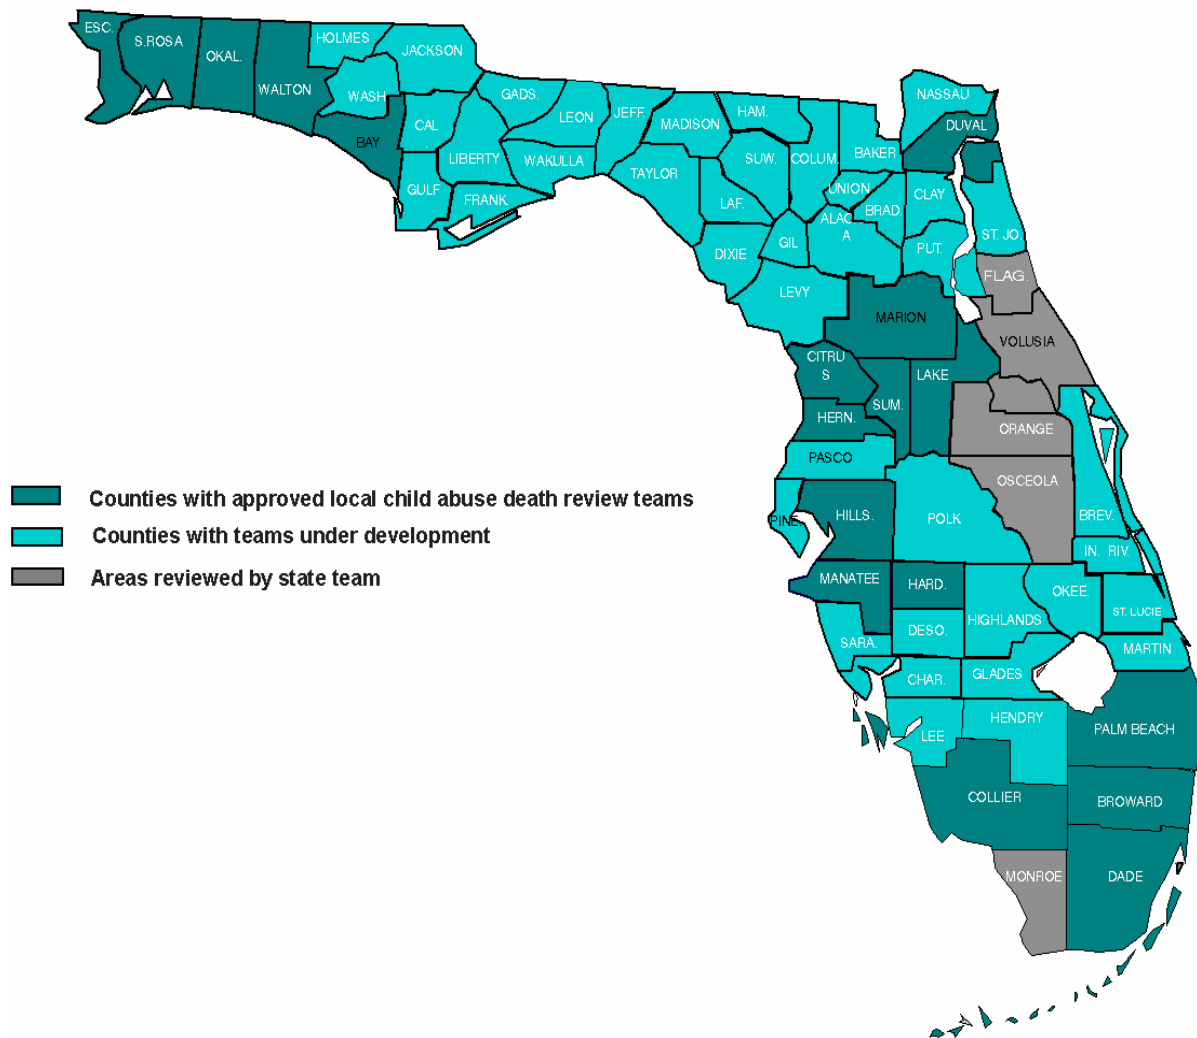 ESC.
S.ROSA
OKAL.
WALTON
HOLMES
JACKSON
WASH
BAY
CAL
.
GULF
GADS.
LIBERTY
FRANK.
LEON
WAKULLA
JEFF.
MADISON
TAYLOR
HAM.
SUW.
LAF.
DIXIE
COLUM.
GIL
LEVY
BAKER
UNION
BRAD.
ALAC
A
NASSAU
DUVAL
CLAY
PUT.
ST. JO.
FLAG.
MARION
VOLUSIA
CITRU
S
LAKE
SUM.
HERN.
ORANGE
PASCO
OSCEOLA
PINE.
HILLS.
POLK
BREV.
IN. RIV.
MANATEE
HARD.
OKEE.
ST. LUCIE
HIGHLANDS
SARA.
DESO.
MARTIN
CHAR.
GLADES
LEE
HENDRY
PALM BEACH
COLLIER
BROWARD
MONROE
DADE
Counties with approved local child abuse death review teams
Counties with teams under development
Areas reviewed by state team